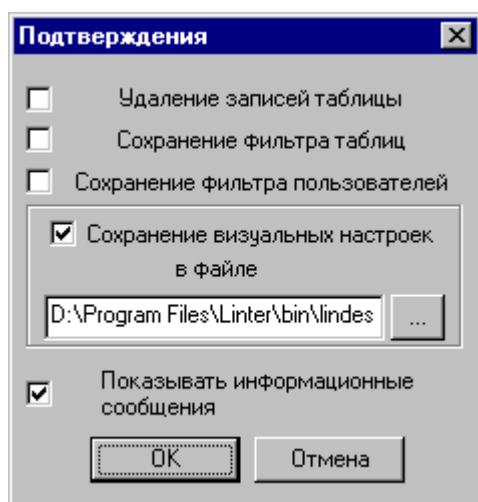 Подтверждения
Удаление записей таблицы
Сохранение фильтра таблиц
Сохранение фильтра пользователей
Сохранение визуальных настроек
в файле
D:\Program Files\Linter\bin\lindes
...
Показывать информационные
сообщения
OK
Отмена